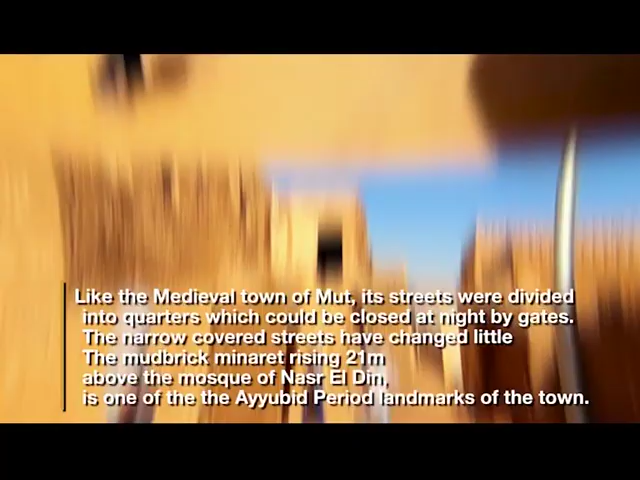 Like the Medieval town of Mut, its streets were divided
into quarters which could be closed at night by gates.
The narrow covered streets have changed little
The mudbrick minaret rising 21m
above the mosque of Nasr El Din,
is one of the the Ayyubid Period landmarks of the town.